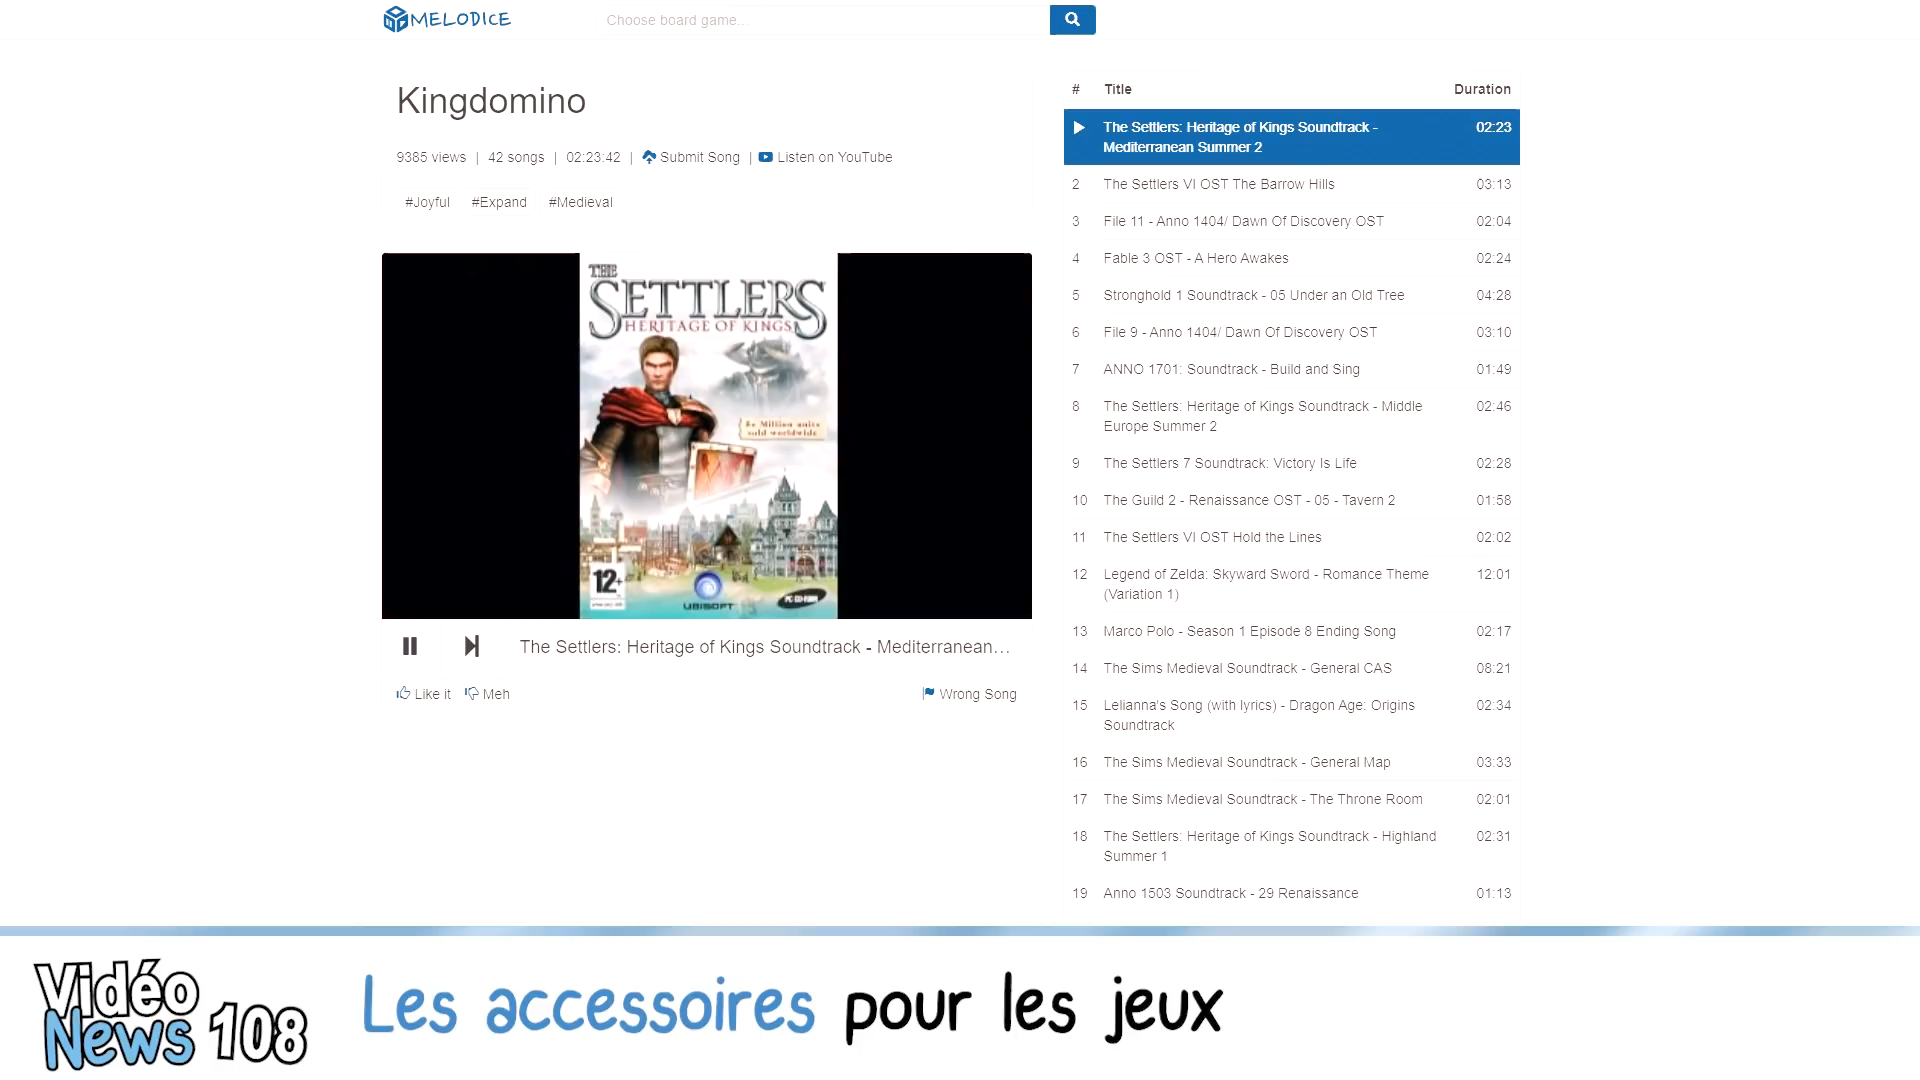 MELODICE
Choose board game...
Kingdomino
9385 views | 42 songs | 02:23:42 | Submit Song | Listen on YouTube
#Joyful #Expand #Medieval
THE
SETTLERS
HERITAGE OF KINGS
5x Million units
sold worldwide
12+
UBISOFT
PC CD-ROM
The Settlers: Heritage of Kings Soundtrack - Mediterranean...
Like it Meh Wrong Song
# Title Duration
The Settlers: Heritage of Kings Soundtrack - 02:23
Mediterranean Summer 2
2 The Settlers VI OST The Barrow Hills 03:13
3 File 11 - Anno 1404/ Dawn Of Discovery OST 02:04
4 Fable 3 OST - A Hero Awakes 02:24
5 Stronghold 1 Soundtrack - 05 Under an Old Tree 04:28
6 File 9 - Anno 1404/ Dawn Of Discovery OST 03:10
7 ANNO 1701: Soundtrack - Build and Sing 01:49
8 The Settlers: Heritage of Kings Soundtrack - Middle 02:46
Europe Summer 2
9 The Settlers 7 Soundtrack: Victory Is Life 02:28
10 The Guild 2 - Renaissance OST - 05 - Tavern 2 01:58
11 The Settlers VI OST Hold the Lines 02:02
12 Legend of Zelda: Skyward Sword - Romance Theme 12:01
(Variation 1)
13 Marco Polo - Season 1 Episode 8 Ending Song 02:17
14 The Sims Medieval Soundtrack - General CAS 08:21
15 Lelianna's Song (with lyrics) - Dragon Age: Origins 02:34
Soundtrack
16 The Sims Medieval Soundtrack - General Map 03:33
17 The Sims Medieval Soundtrack - The Throne Room 02:01
18 The Settlers: Heritage of Kings Soundtrack - Highland 02:31
Summer 1
19 Anno 1503 Soundtrack - 29 Renaissance 01:13
Vidéo
News 108
Les accessoires pour les jeux